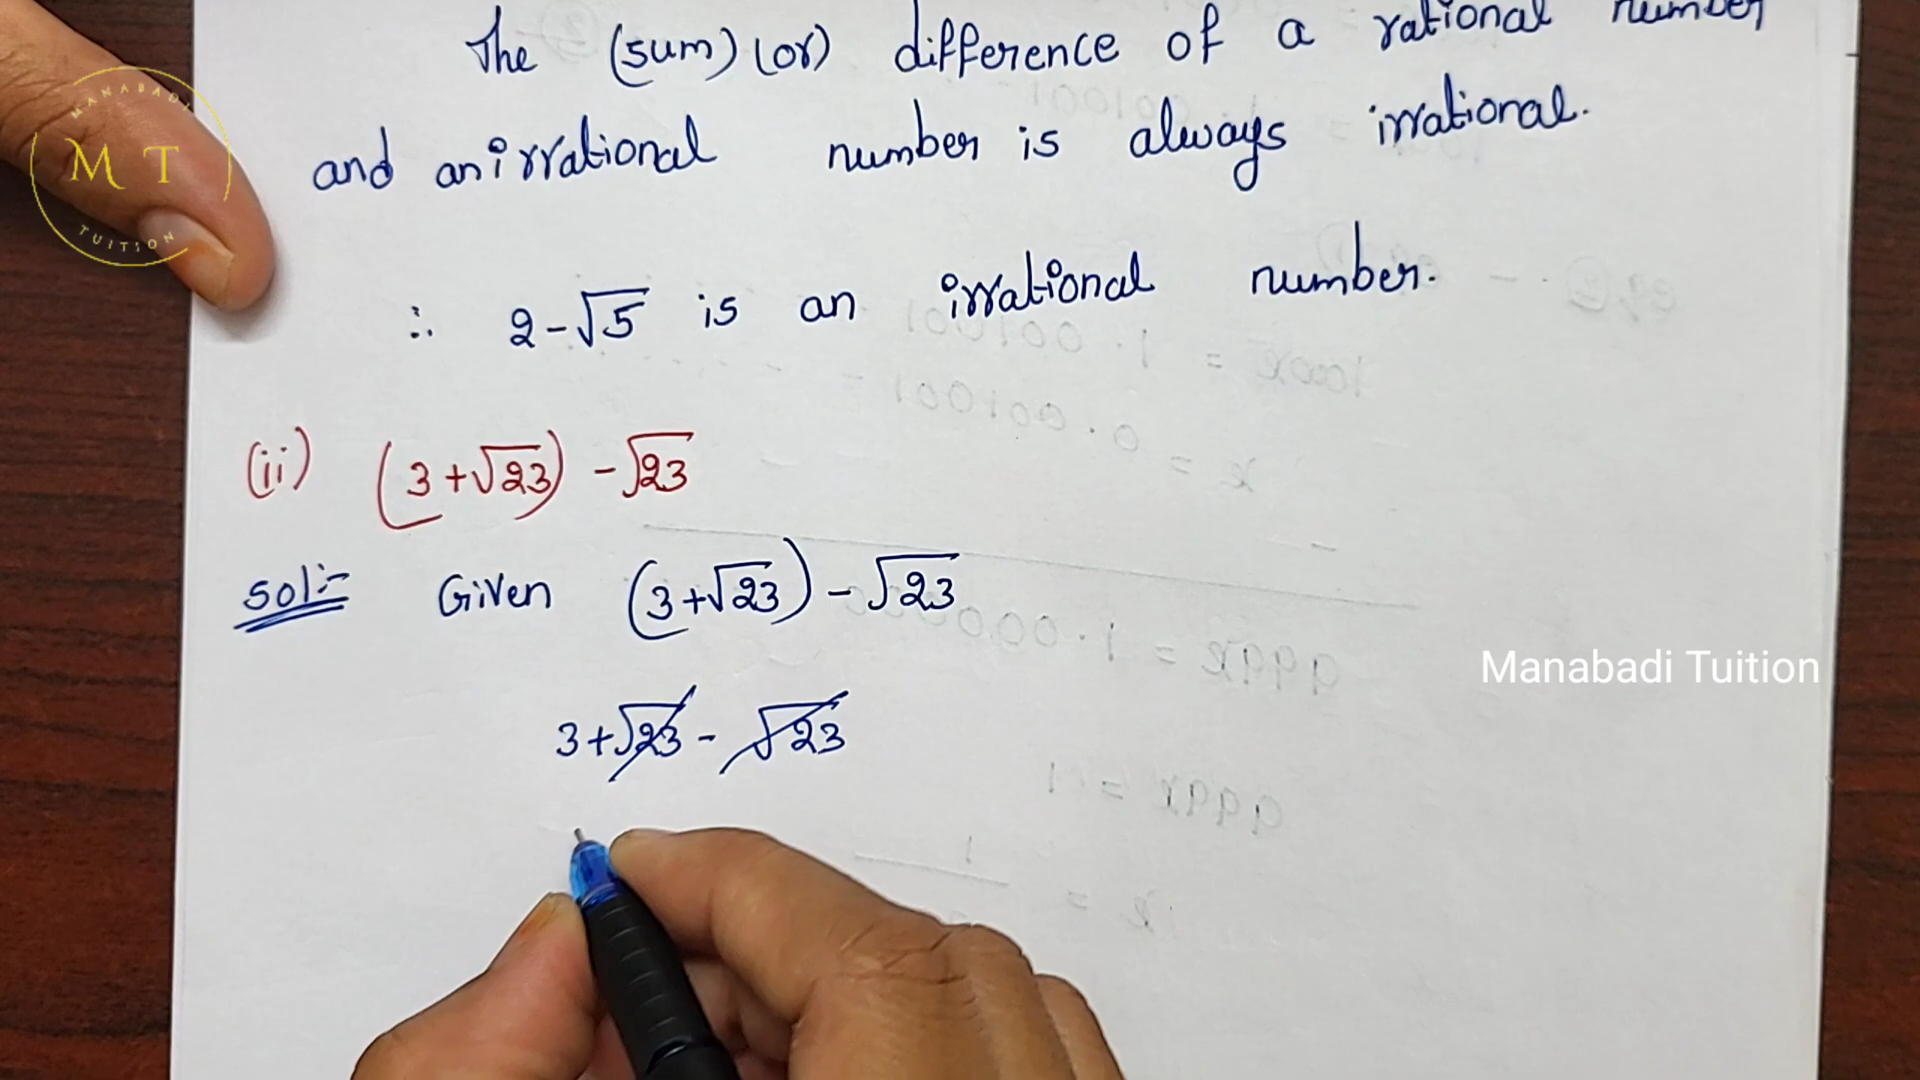 The (sum) (or) difference of a rational number
and an irrational number is always irrational.
∴ 2-√5 is an irrational number.
(ii) (3+√23) -√23
Sol:- Given (3+√23) - √23
3+√23 - √23
MANABADI
M T
TUITION
Manabadi Tuition